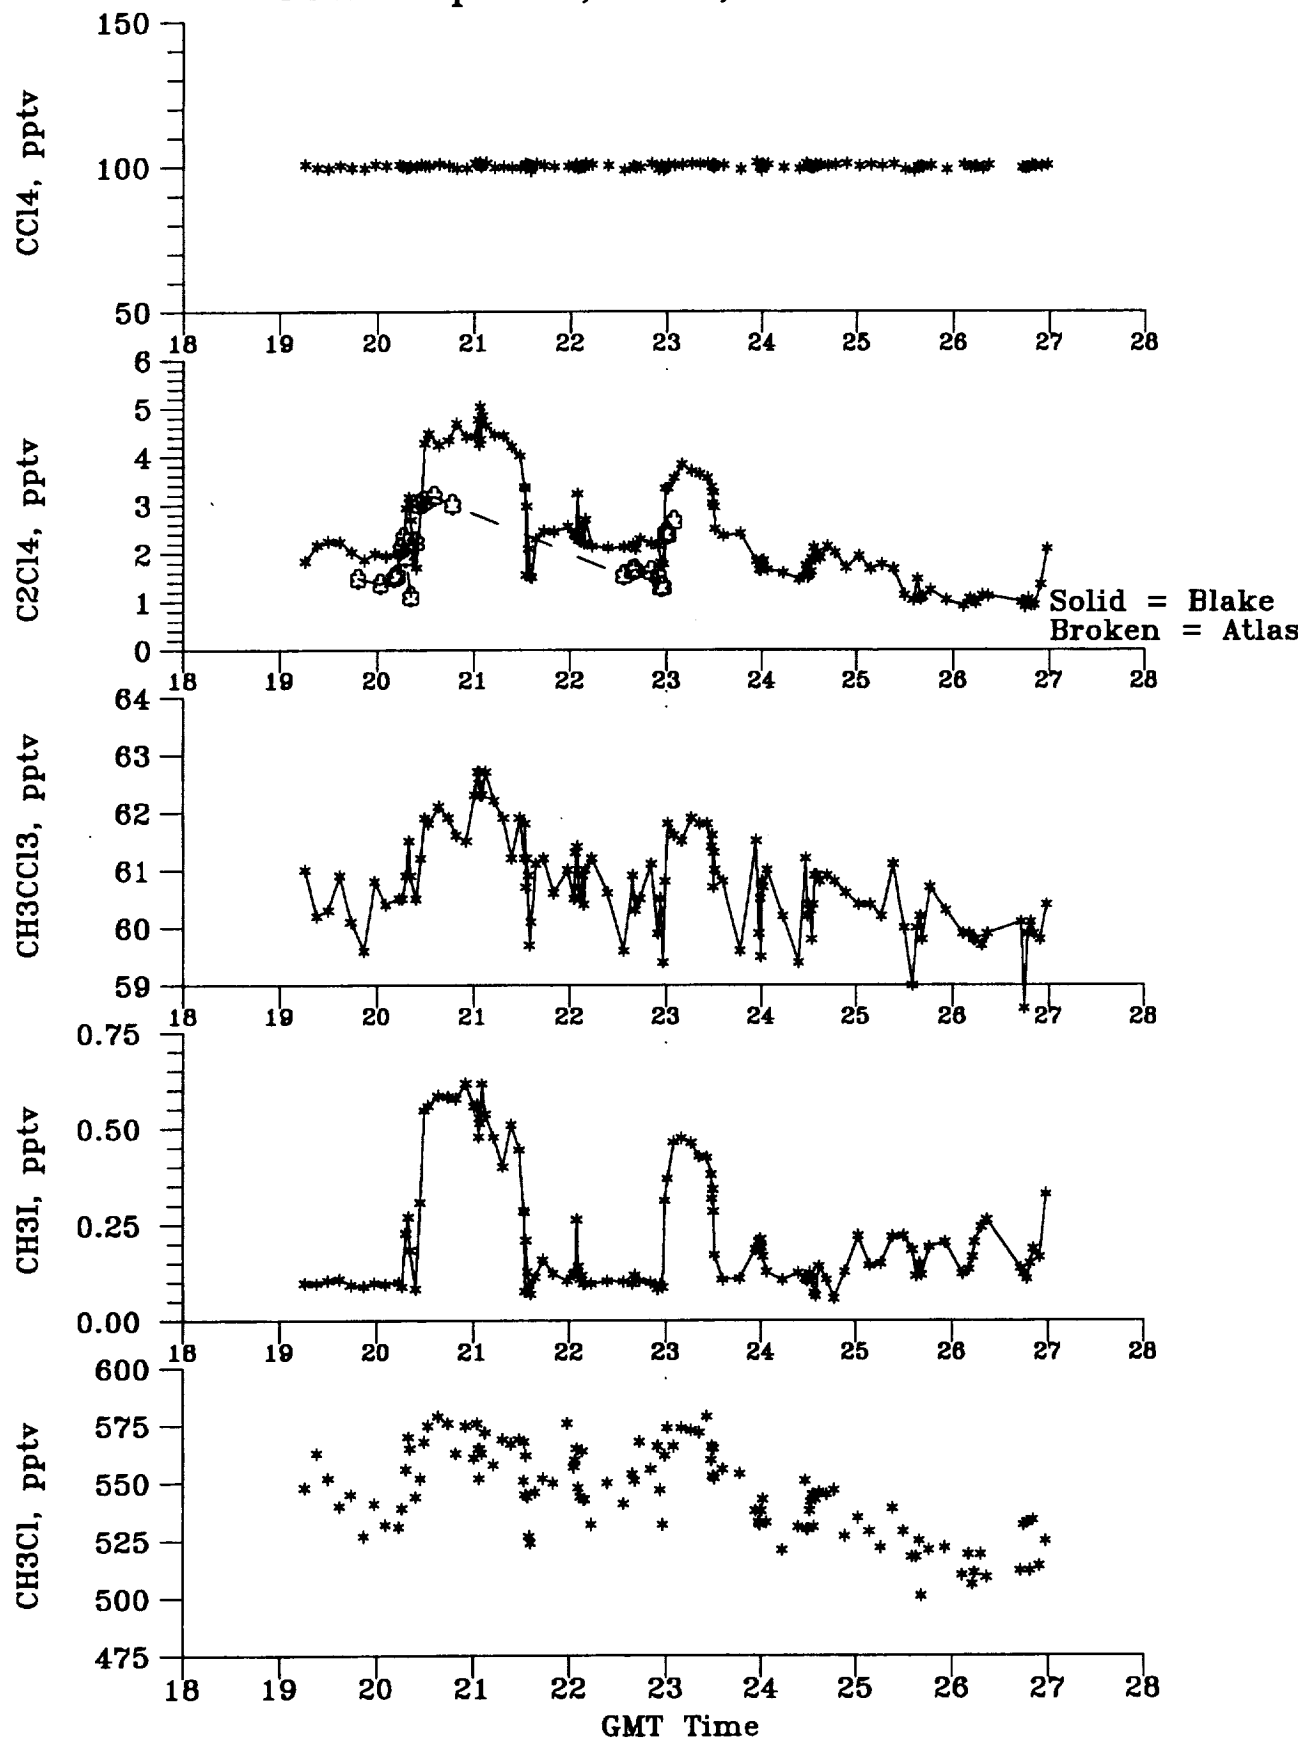 150
100
50
CCl4, pptv
18 19 20 21 22 23 24 25 26 27 28
6
5
4
3
2
1
0
C2Cl4, pptv
Solid = Blake
Broken = Atlas
18 19 20 21 22 23 24 25 26 27 28
64
63
62
61
60
59
CH3CCl3, pptv
18 19 20 21 22 23 24 25 26 27 28
0.75
0.50
0.25
0.00
CH3I, pptv
18 19 20 21 22 23 24 25 26 27 28
600
575
550
525
500
475
CH3Cl, pptv
18 19 20 21 22 23 24 25 26 27 28
GMT Time